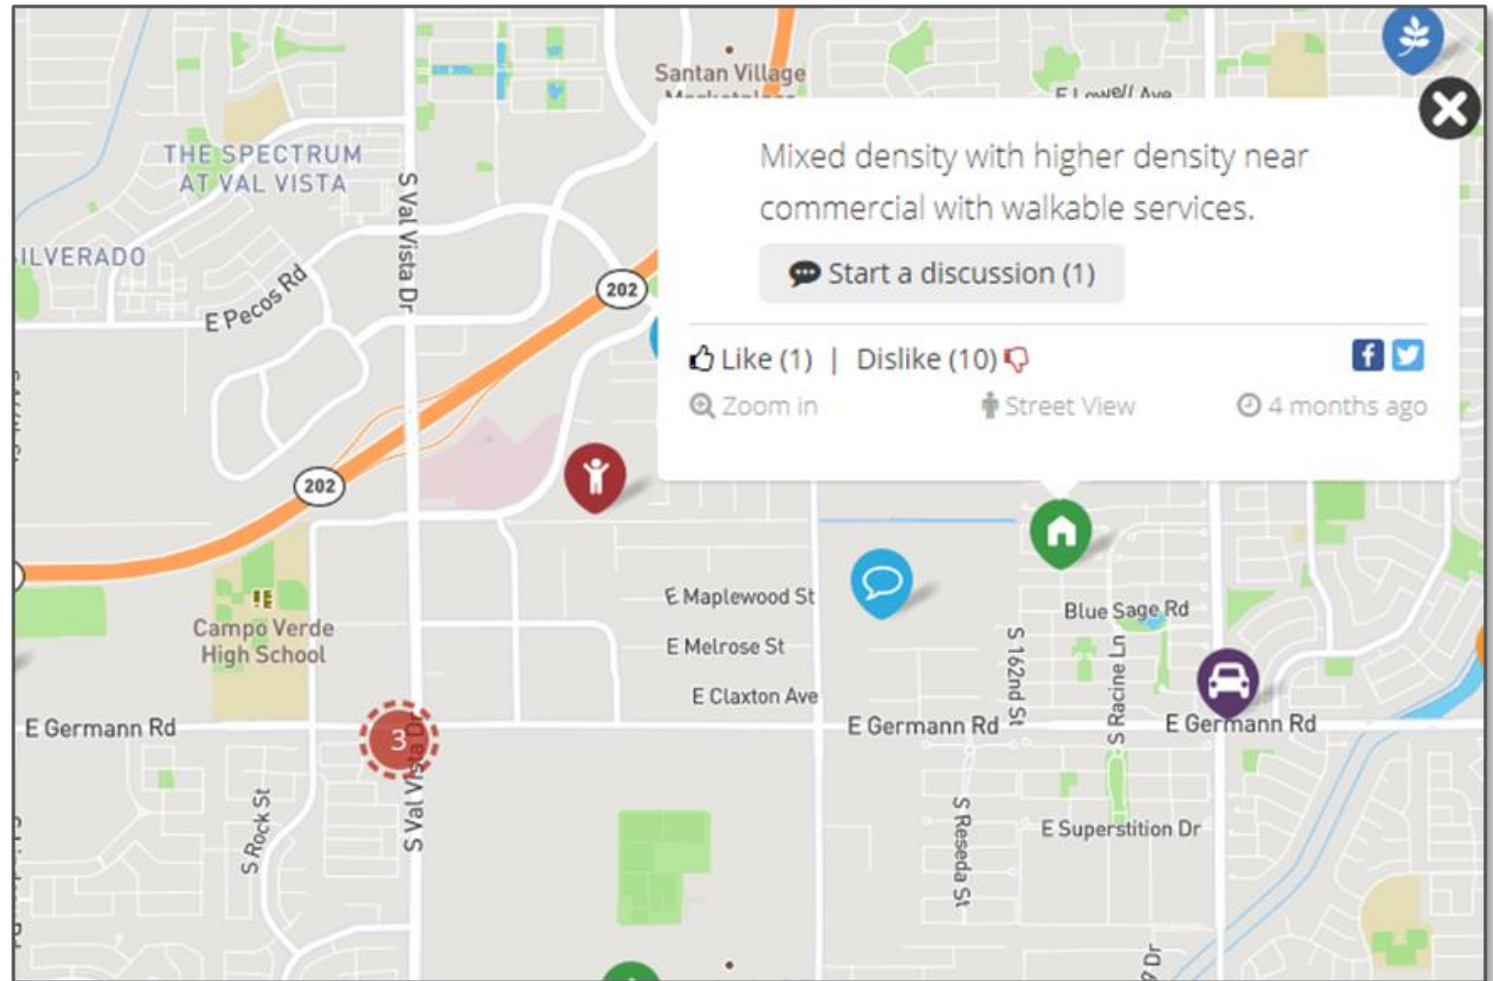 Santan Village
E Lowell Ave
Mixed density with higher density near
commercial with walkable services.
Start a discussion (1)
Like (1) | Dislike (10)
Zoom in
Street View
4 months ago
THE SPECTRUM
AT VAL VISTA
S Val Vista Dr
ILVERADO
E Pecos Rd
202
202
E Maplewood St
Campo Verde
High School
E Melrose St
Blue Sage Rd
S 162nd St
S Racine Ln
E Claxton Ave
E Germann Rd
E Germann Rd
E Germann Rd
3
S Val Vista Dr
S Rock St
S Reseda St
E Superstition Dr
Dr